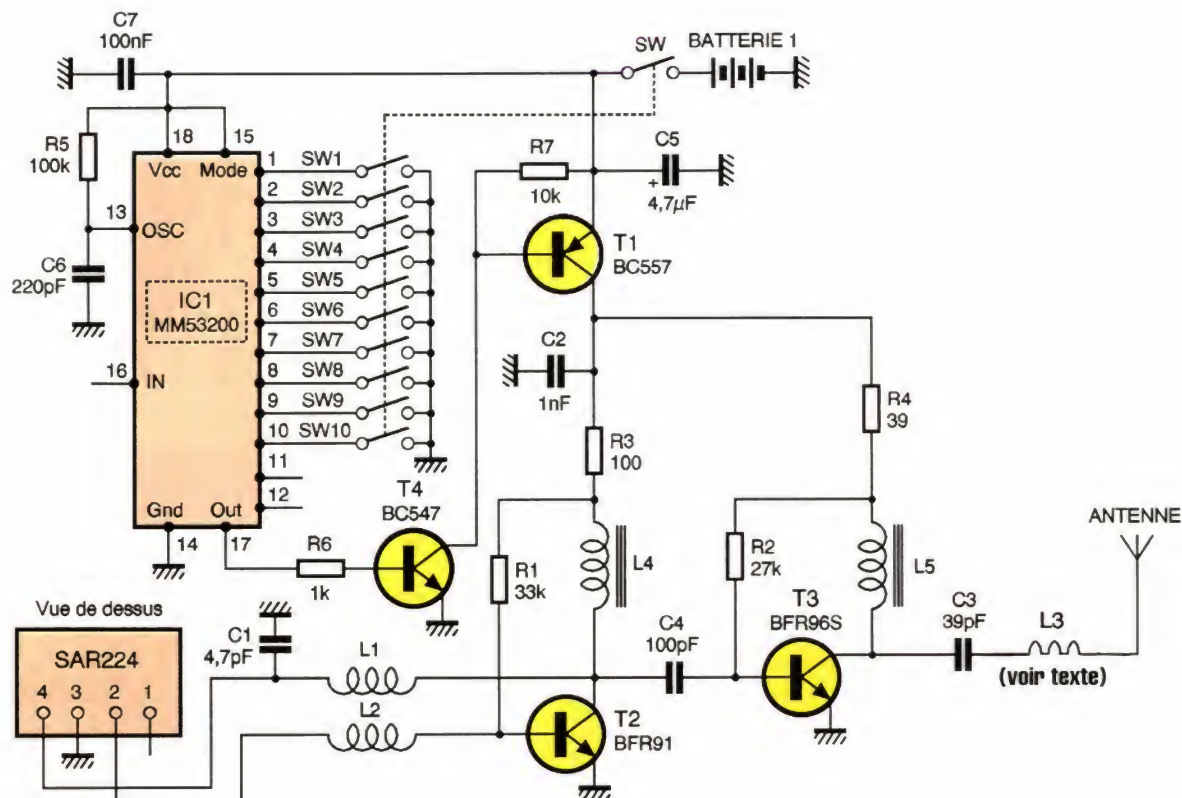 C7
100nF
SW
BATTERIE 1
R5
100k
18
15
Vcc
Mode
13
OSC
C6
220pF
IC1
MM53200
16
IN
1
SW1
2
SW2
3
SW3
4
SW4
5
SW5
6
SW6
7
SW7
8
SW8
9
SW9
10
SW10
11
12
Gnd
Out
14
17
R7
10k
C5
+
4,7µF
T1
BC557
C2
1nF
R3
100
R4
39
T4
BC547
R6
1k
R1
33k
L4
R2
27k
L5
ANTENNE
Vue de dessus
SAR224
4 3 2 1
C1
4,7pF
L1
L2
C4
100pF
T3
BFR96S
C3
39pF
L3
(voir texte)
T2
BFR91